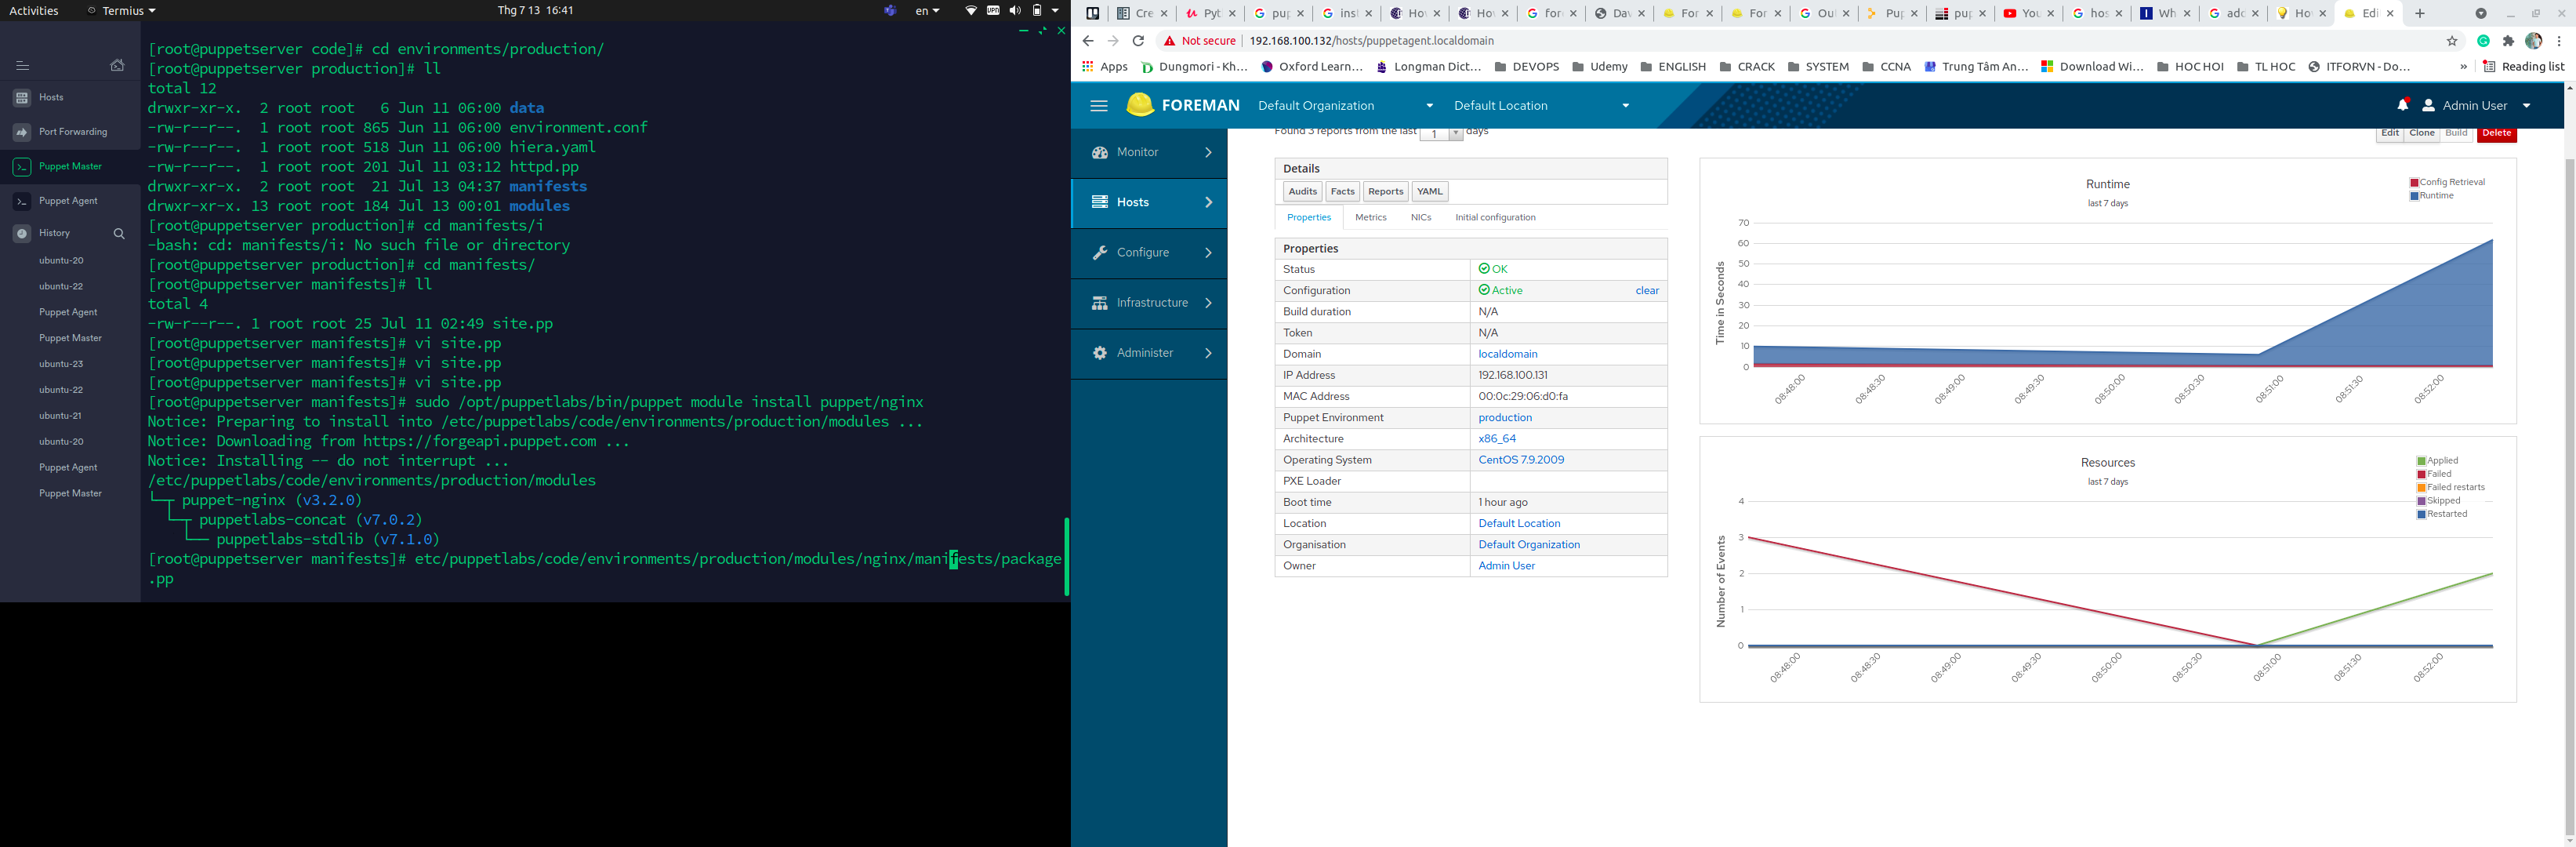 Activities
Termius
Thg 7 13 16:41
en
Hosts
Port Forwarding
Puppet Master
Puppet Agent
History
ubuntu-20
ubuntu-22
Puppet Agent
Puppet Master
ubuntu-23
ubuntu-22
ubuntu-21
ubuntu-20
Puppet Agent
Puppet Master
[root@puppetserver code]# cd environments/production/
[root@puppetserver production]# ll
total 12
drwxr-xr-x. 2 root root 6 Jun 11 06:00 data
-rw-r--r--. 1 root root 865 Jun 11 06:00 environment.conf
-rw-r--r--. 1 root root 518 Jun 11 06:00 hiera.yaml
-rw-r--r--. 1 root root 201 Jul 11 03:12 httpd.pp
drwxr-xr-x. 2 root root 21 Jul 13 04:37 manifests
drwxr-xr-x. 13 root root 184 Jul 13 00:01 modules
[root@puppetserver production]# cd manifests/i
-bash: cd: manifests/i: No such file or directory
[root@puppetserver production]# cd manifests/
[root@puppetserver manifests]# ll
total 4
-rw-r--r--. 1 root root 25 Jul 11 02:49 site.pp
[root@puppetserver manifests]# vi site.pp
[root@puppetserver manifests]# vi site.pp
[root@puppetserver manifests]# vi site.pp
[root@puppetserver manifests]# sudo /opt/puppetlabs/bin/puppet module install puppet/nginx
Notice: Preparing to install into /etc/puppetlabs/code/environments/production/modules ...
Notice: Downloading from https://forgeapi.puppet.com ...
Notice: Installing -- do not interrupt ...
/etc/puppetlabs/code/environments/production/modules
└─┬ puppet-nginx (v3.2.0)
└─┬ puppetlabs-concat (v7.0.2)
└── puppetlabs-stdlib (v7.1.0)
[root@puppetserver manifests]# etc/puppetlabs/code/environments/production/modules/nginx/manifests/package
.pp
Cre Pyt pup ins Hov Hov for Dav For For Ou Pup pup You hos Wh add Ho Edi
Not secure 192.168.100.132/hosts/puppetagent.localdomain
Apps Dungmori - Kh... Oxford Learn... Longman Dict... DEVOPS Udemy ENGLISH CRACK SYSTEM CCNA Trung Tâm An... Download Wi... HOC HOI TL HOC ITFORVN - Do... » Reading list
FOREMAN Default Organization Default Location Admin User
Monitor
Hosts
Configure
Infrastructure
Administer
Found 3 reports from the last 1 days
Edit Clone Build Delete
Details
Audits Facts Reports YAML
Properties Metrics NICs Initial configuration
Properties
Status OK
Configuration Active clear
Build duration N/A
Token N/A
Domain localdomain
IP Address 192.168.100.131
MAC Address 00:0c:29:06:d0:fa
Puppet Environment production
Architecture x86_64
Operating System CentOS 7.9.2009
PXE Loader
Boot time 1 hour ago
Location Default Location
Organisation Default Organization
Owner Admin User
Runtime
last 7 days
Config Retrieval
Runtime
Time in Seconds
70
60
50
40
30
20
10
0
08:48:00 08:48:30 08:49:00 08:49:30 08:50:00 08:50:30 08:51:00 08:51:30 08:52:00
Resources
last 7 days
Applied
Failed
Failed restarts
Skipped
Restarted
Number of Events
4
3
2
1
0
08:48:00 08:48:30 08:49:00 08:49:30 08:50:00 08:50:30 08:51:00 08:51:30 08:52:00